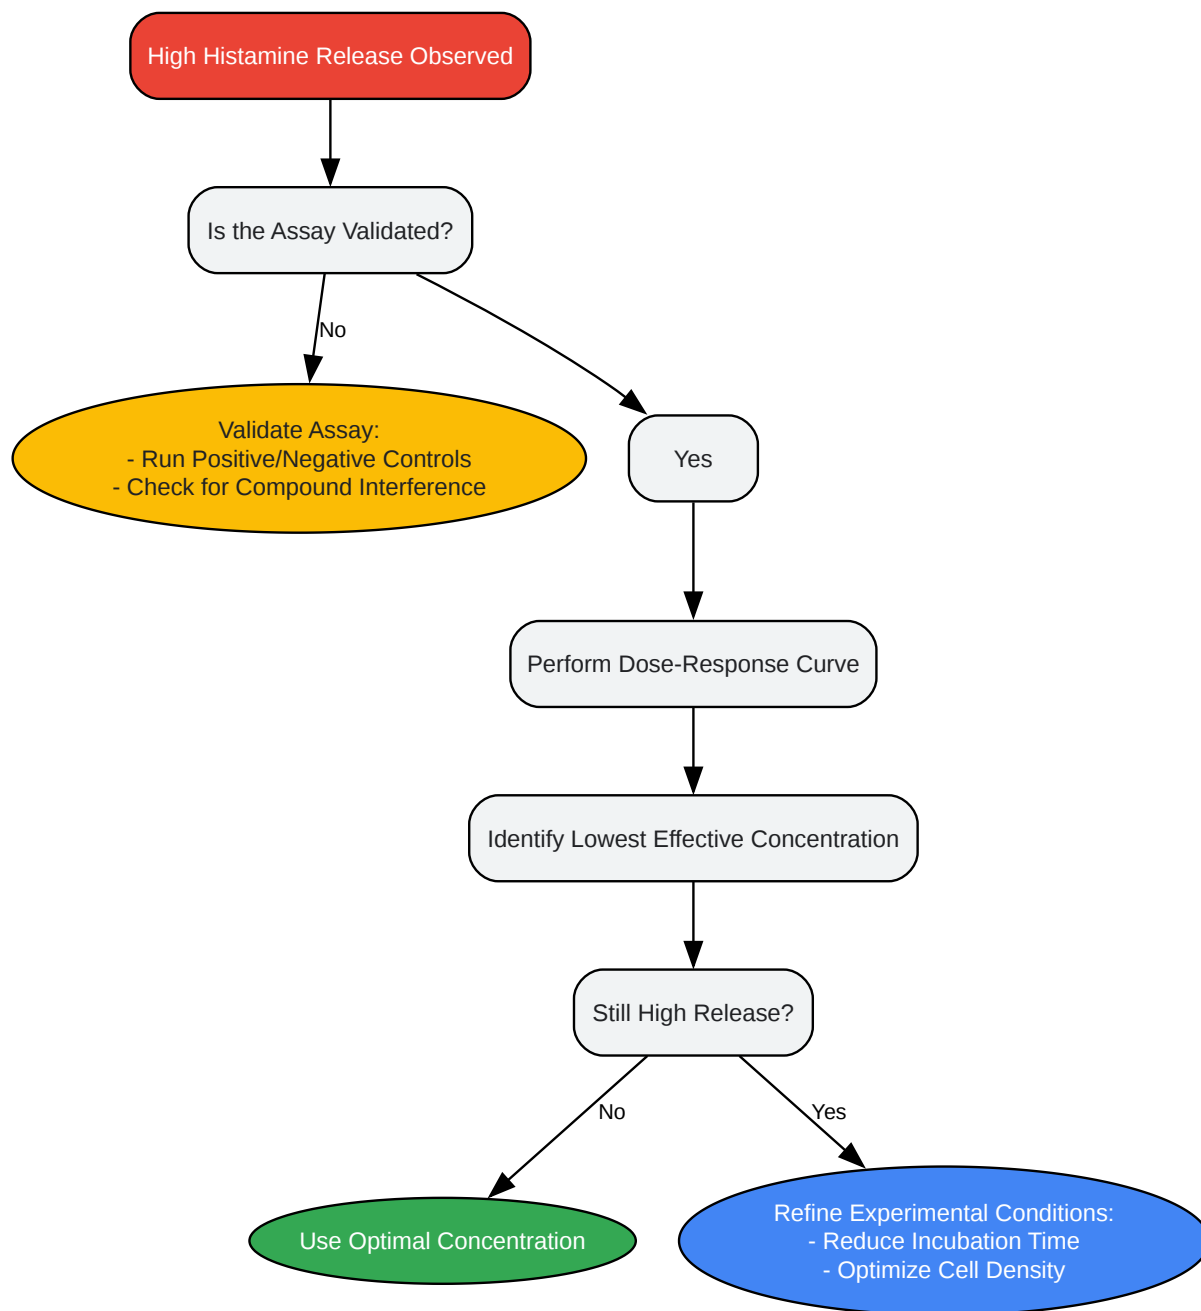 High Histamine Release Observed
Is the Assay Validated?
No
Validate Assay:
- Run Positive/Negative Controls
- Check for Compound Interference
Yes
Perform Dose-Response Curve
Identify Lowest Effective Concentration
Still High Release?
No
Yes
Use Optimal Concentration
Refine Experimental Conditions:
- Reduce Incubation Time
- Optimize Cell Density